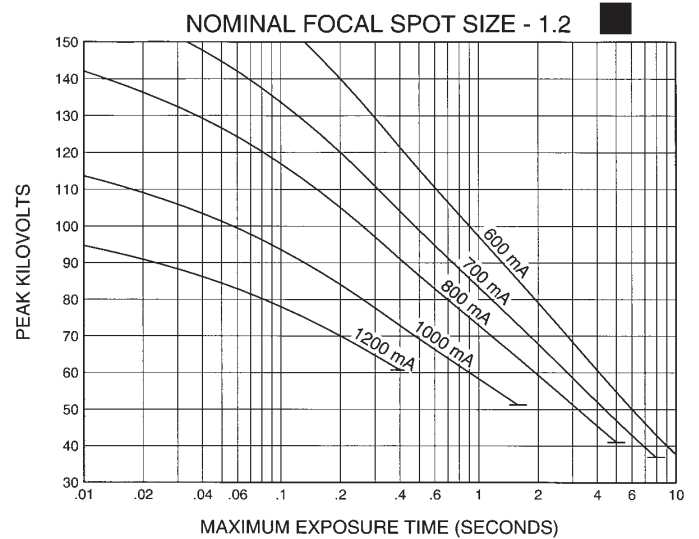 NOMINAL FOCAL SPOT SIZE - 1.2
150
140
130
120
110
100
90
80
70
60
50
40
30
PEAK KILOVOLTS
600 mA
700 mA
800 mA
1000 mA
1200 mA
.01 .02 .04 .06 .1 .2 .4 .6 1 2 4 6 10
MAXIMUM EXPOSURE TIME (SECONDS)